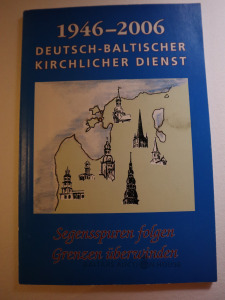 1946–2006
DEUTSCH-BALTISCHER
KIRCHLICHER DIENST
Segensspuren folgen
Grenzen überwinden